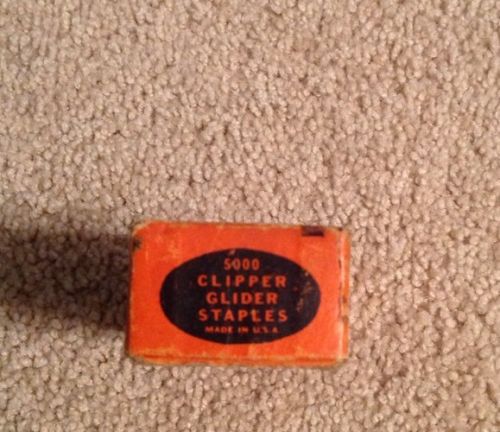 5000
CLIPPER
GLIDER
STAPLES
MADE IN U.S.A